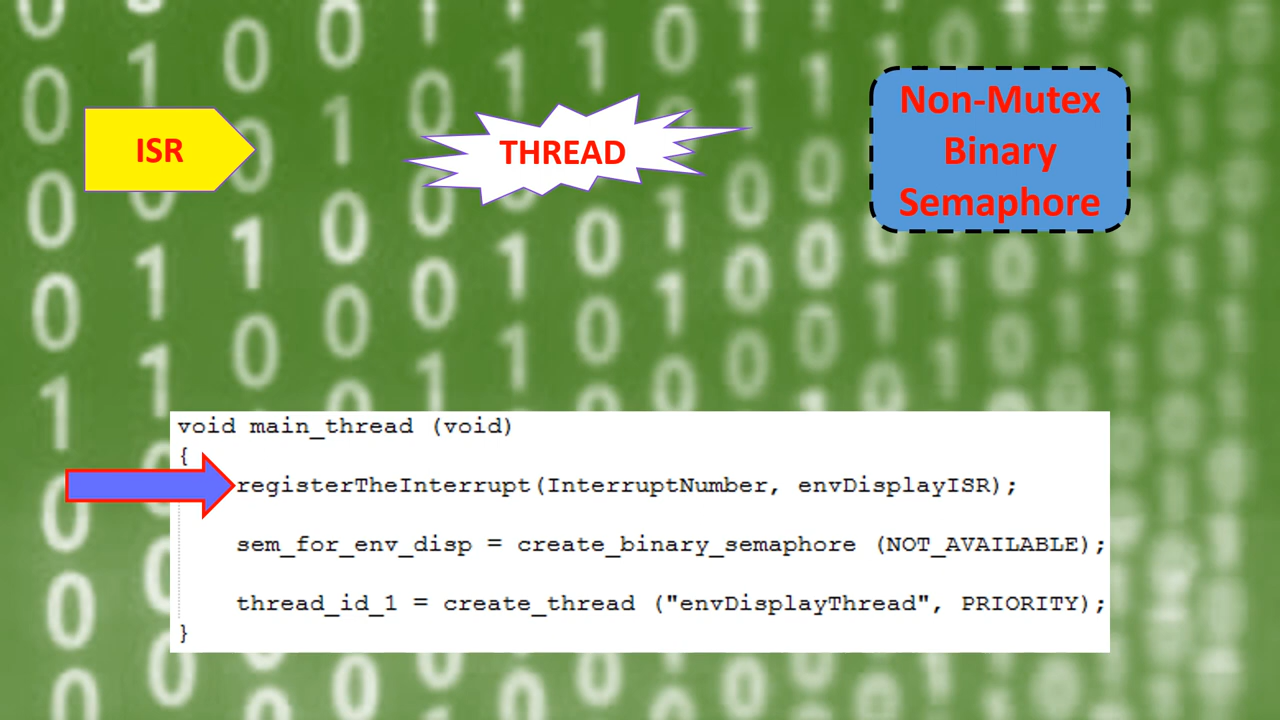 ISR
THREAD
Non-Mutex
Binary
Semaphore
void main_thread (void)
{
registerTheInterrupt(InterruptNumber, envDisplayISR);
sem_for_env_disp = create_binary_semaphore (NOT_AVAILABLE);
thread_id_1 = create_thread ("envDisplayThread", PRIORITY);
}